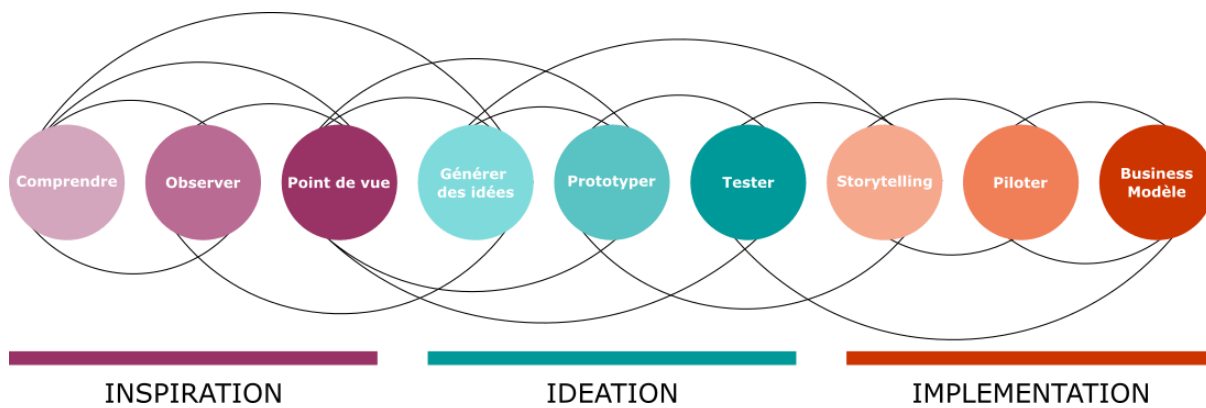 Comprendre
Observer
Point de vue
Générer
des idées
Prototyper
Tester
Storytelling
Piloter
Business
Modèle
INSPIRATION
IDEATION
IMPLEMENTATION